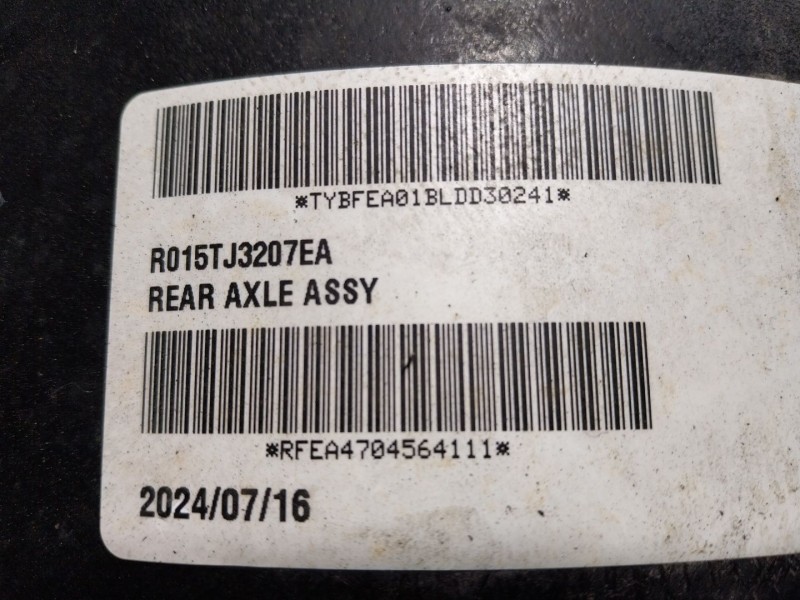 *TYBFEA01BLDD30241*
R015TJ3207EA
REAR AXLE ASSY
*RFEA4704564111*
2024/07/16